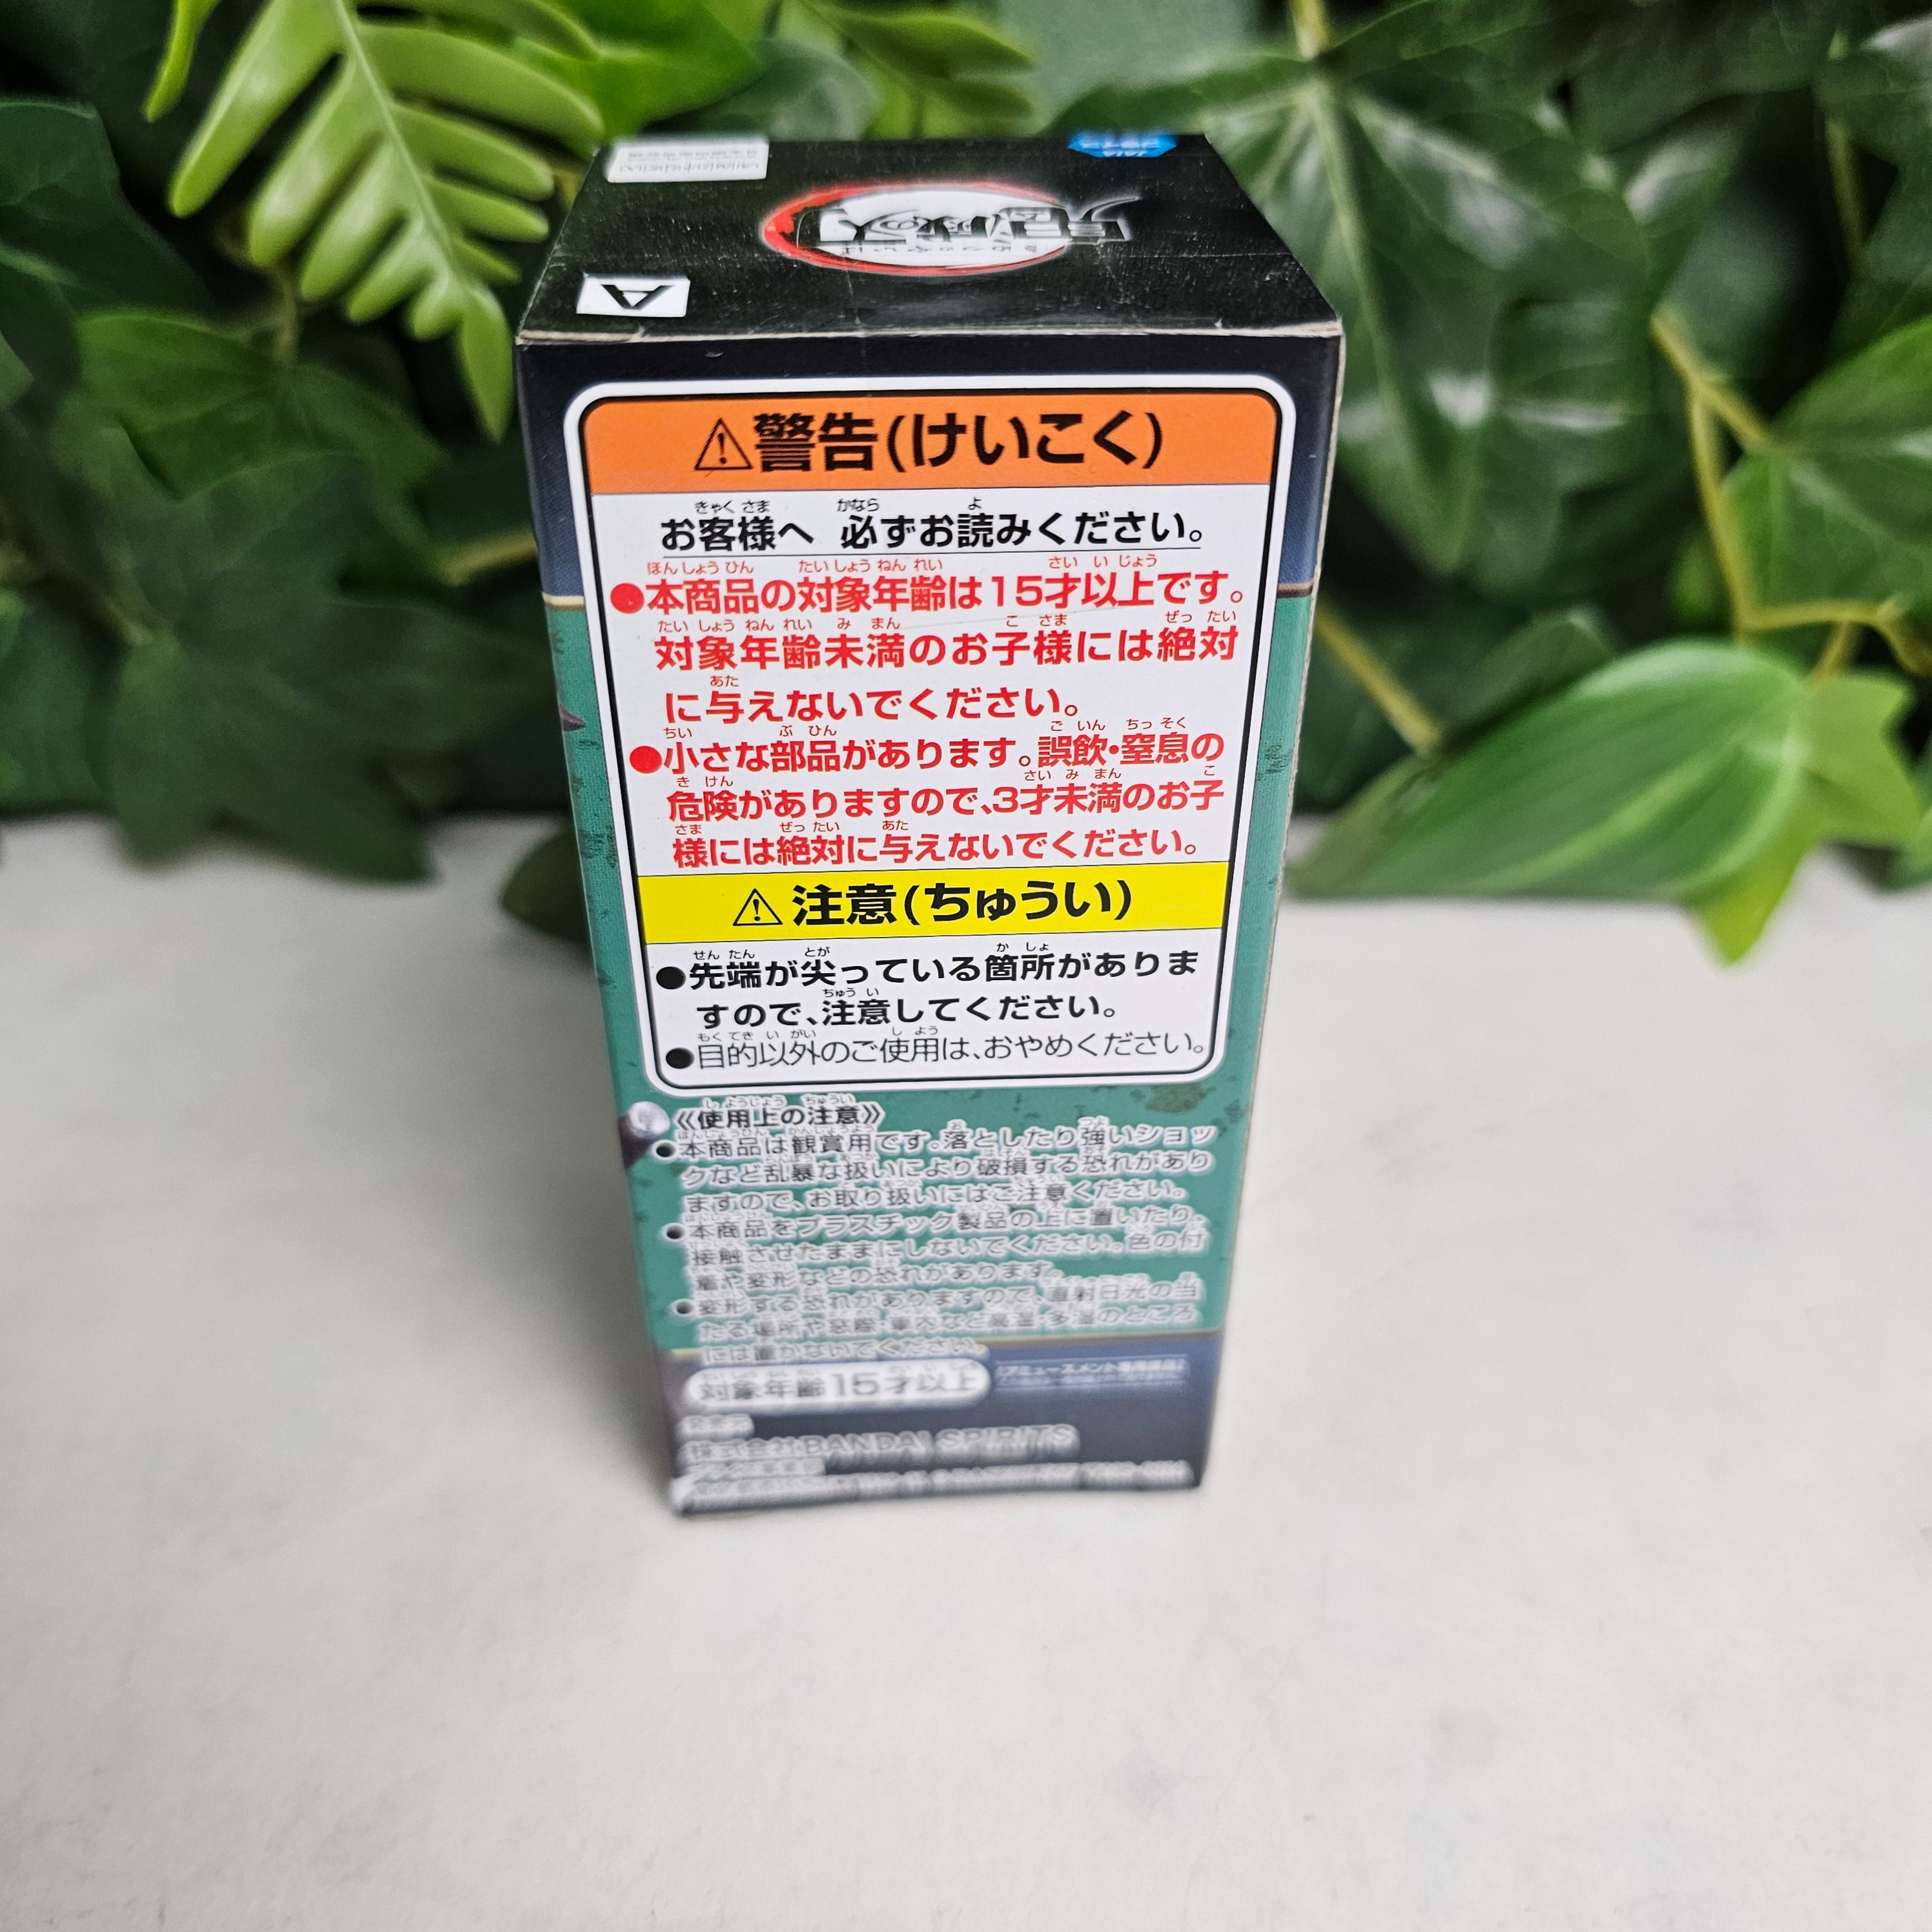 鬼滅の刃
A
警告(けいこく)
お客様へ 必ずお読みください。
●本商品の対象年齢は15才以上です。
対象年齢未満のお子様には絶対
に与えないでください。
●小さな部品があります。誤飲・窒息の
危険がありますので、3才未満のお子
様には絶対に与えないでください。
注意(ちゅうい)
●先端が尖っている箇所がありま
すので、注意してください。
●目的以外のご使用は、おやめください。
《使用上の注意》
●本商品は観賞用です。落としたり強いショッ
クなど乱暴な扱いにより破損する恐れがあり
ますので、お取り扱いにはご注意ください。
●本商品をプラスチック製品の上に置いたり、
接触させたままにしないでください。色の付
着や変形などの恐れがあります。
●変形する恐れがありますので、直射日光の当
たる場所や窓際・車内など高温・多湿のところ
には置かないでください。
対象年齢15才以上
株式会社BANDAI SPIRITS